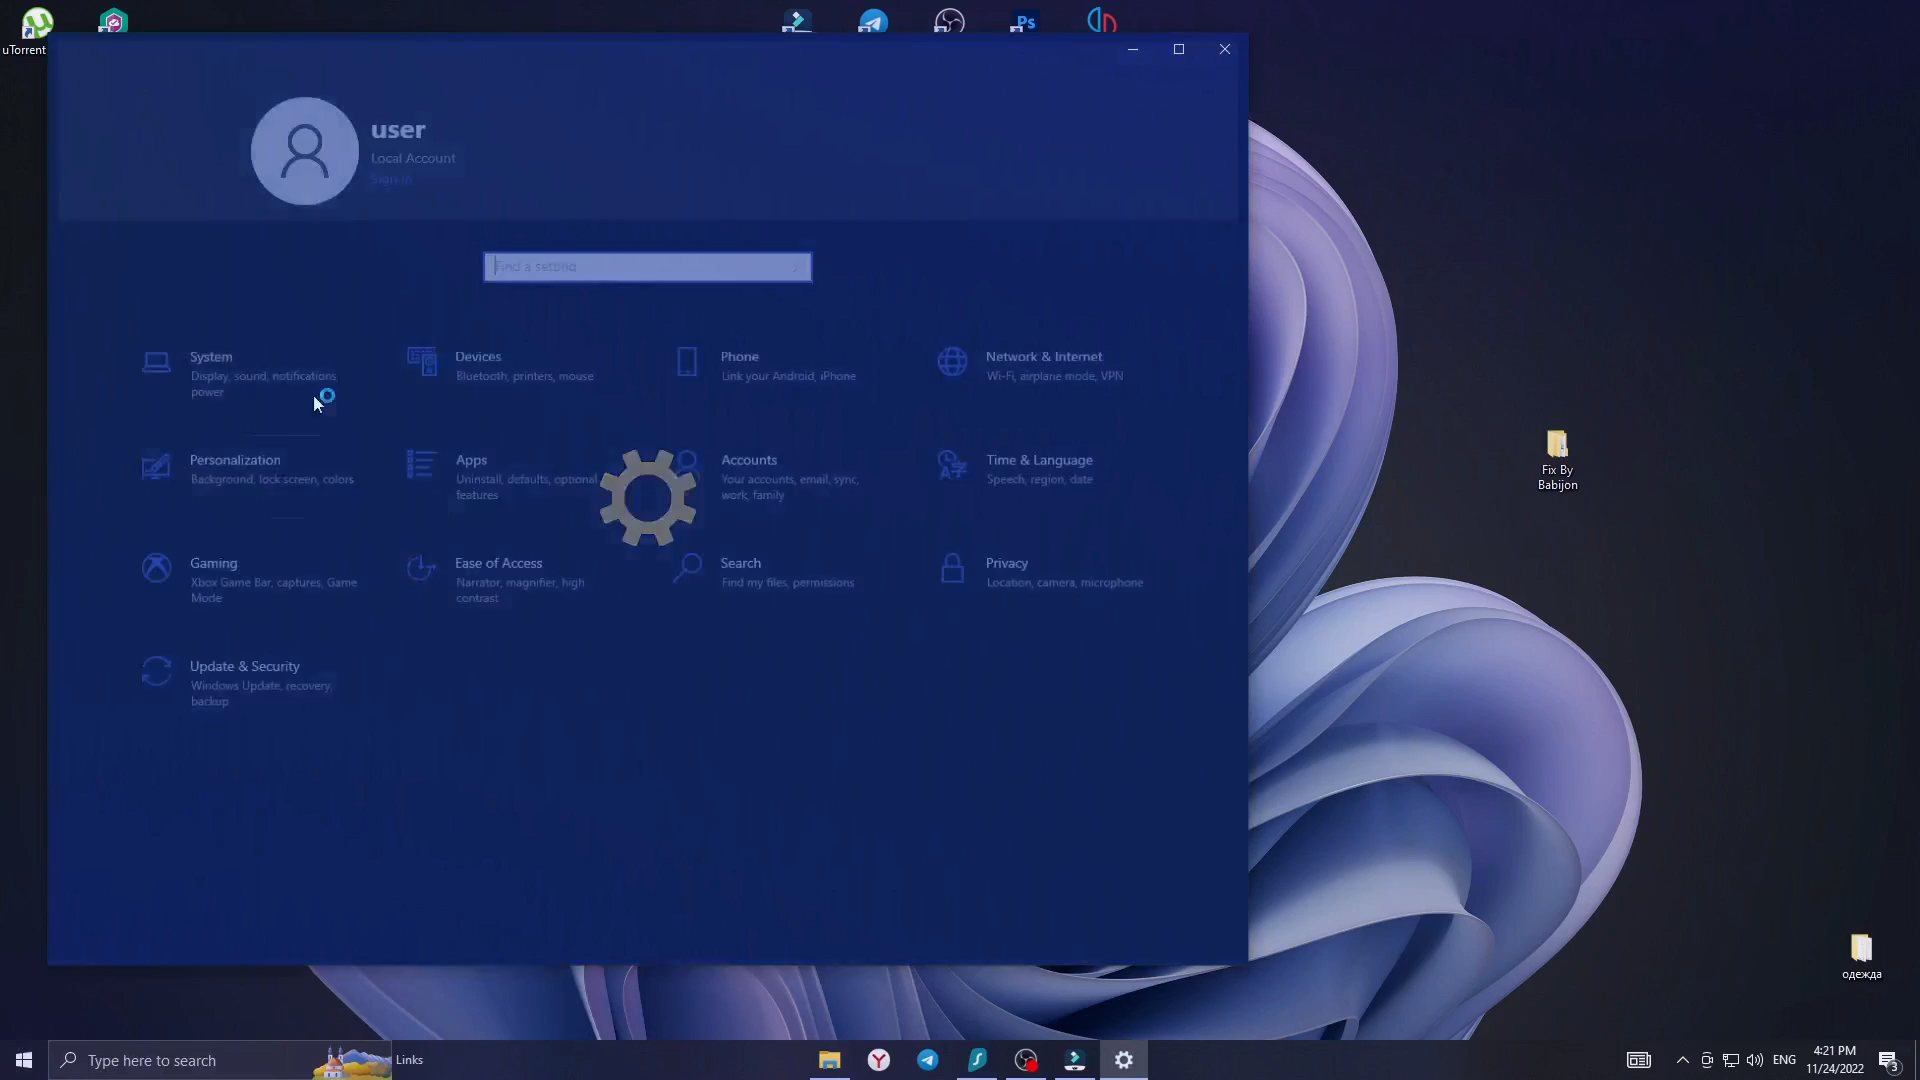 Ps
uTorrent
user
Local Account
Sign in
Find a setting
System
Display, sound, notifications
power
Devices
Bluetooth, printers, mouse
Phone
Link your Android, iPhone
Network & Internet
Wi-Fi, airplane mode, VPN
Personalization
Background, lock screen, colors
Apps
Uninstall, defaults, optional
features
Accounts
Your accounts, email, sync,
work, family
Time & Language
Speech, region, date
Gaming
Xbox Game Bar, captures, Game
Mode
Ease of Access
Narrator, magnifier, high
contrast
Search
Find my files, permissions
Privacy
Location, camera, microphone
Update & Security
Windows Update, recovery,
backup
Fix By
Babijon
одежда
Type here to search
Links
ENG
4:21 PM
11/24/2022
3